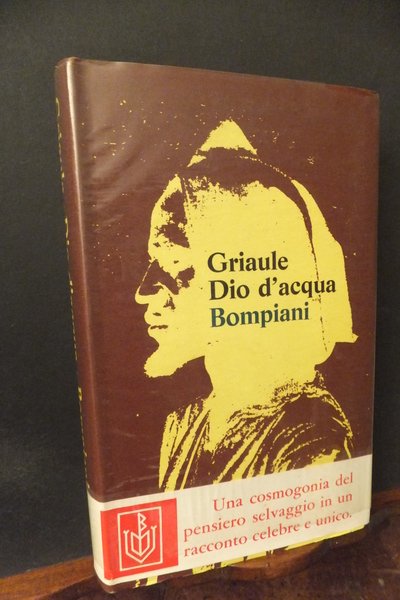 Griaule
Dio d'acqua
Bompiani
Una cosmogonia del
pensiero selvaggio in un
racconto celebre e unico.